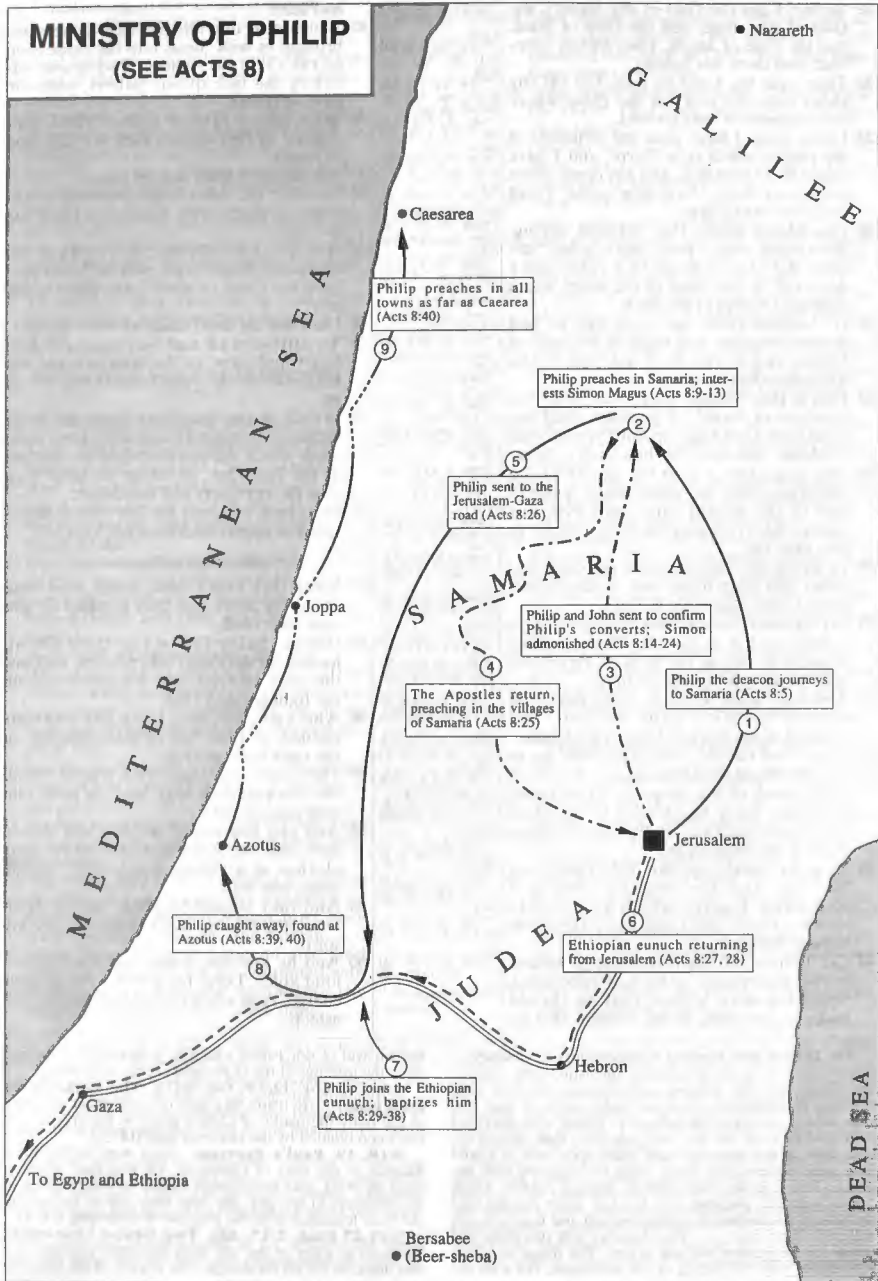 MINISTRY OF PHILIP
(SEE ACTS 8)
Nazareth
GALILEE
Caesarea
Philip preaches in all
towns as far as Caearea
(Acts 8:40)
9
MEDITERRANEAN SEA
Philip preaches in Samaria; inter-
ests Simon Magus (Acts 8:9-13)
2
5
Philip sent to the
Jerusalem-Gaza
road (Acts 8:26)
SAMARIA
Joppa
Philip and John sent to confirm
Philip's converts; Simon
admonished (Acts 8:14-24)
3
4
The Apostles return,
preaching in the villages
of Samaria (Acts 8:25)
Philip the deacon journeys
to Samaria (Acts 8:5)
1
Azotus
Jerusalem
JUDEA
Philip caught away, found at
Azotus (Acts 8:39, 40)
8
6
Ethiopian eunuch returning
from Jerusalem (Acts 8:27, 28)
7
Philip joins the Ethiopian
eunuch; baptizes him
(Acts 8:29-38)
Hebron
Gaza
To Egypt and Ethiopia
DEAD SEA
Bersabee
(Beer-sheba)